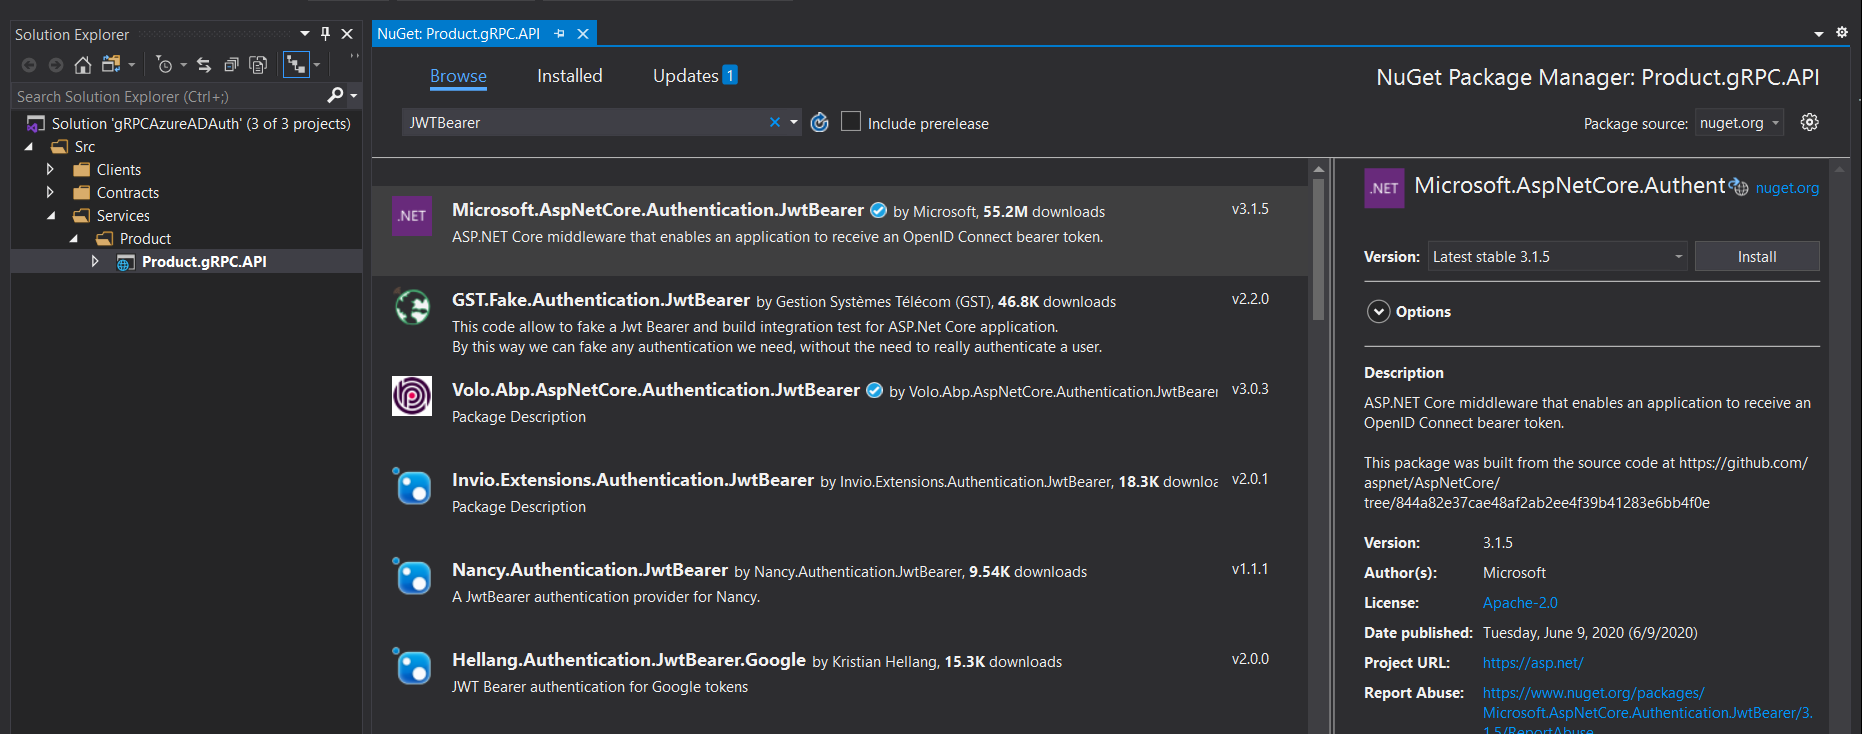 Solution Explorer
Search Solution Explorer (Ctrl+;)
Solution 'gRPCAzureADAuth' (3 of 3 projects)
Src
Clients
Contracts
Services
Product
Product.gRPC.API
NuGet: Product.gRPC.API
Browse
Installed
Updates 1
NuGet Package Manager: Product.gRPC.API
JWTBearer
Include prerelease
Package source: nuget.org
.NET
Microsoft.AspNetCore.Authentication.JwtBearer by Microsoft, 55.2M downloads v3.1.5
ASP.NET Core middleware that enables an application to receive an OpenID Connect bearer token.
GST.Fake.Authentication.JwtBearer by Gestion Systèmes Télécom (GST), 46.8K downloads v2.2.0
This code allow to fake a Jwt Bearer and build integration test for ASP.Net Core application.
By this way we can fake any authentication we need, without the need to really authenticate a user.
Volo.Abp.AspNetCore.Authentication.JwtBearer by Volo.Abp.AspNetCore.Authentication.JwtBearer v3.0.3
Package Description
Invio.Extensions.Authentication.JwtBearer by Invio.Extensions.Authentication.JwtBearer, 18.3K downloa v2.0.1
Package Description
Nancy.Authentication.JwtBearer by Nancy.Authentication.JwtBearer, 9.54K downloads v1.1.1
A JwtBearer authentication provider for Nancy.
Hellang.Authentication.JwtBearer.Google by Kristian Hellang, 15.3K downloads v2.0.0
JWT Bearer authentication for Google tokens
.NET
Microsoft.AspNetCore.Authent
nuget.org
Version: Latest stable 3.1.5
Install
Options
Description
ASP.NET Core middleware that enables an application to receive an
OpenID Connect bearer token.
This package was built from the source code at https://github.com/
aspnet/AspNetCore/
tree/844a82e37cae48af2ab2ee4f39b41283e6bb4f0e
Version: 3.1.5
Author(s): Microsoft
License: Apache-2.0
Date published: Tuesday, June 9, 2020 (6/9/2020)
Project URL: https://asp.net/
Report Abuse: https://www.nuget.org/packages/
Microsoft.AspNetCore.Authentication.JwtBearer/3.
1.5/ReportAbuse